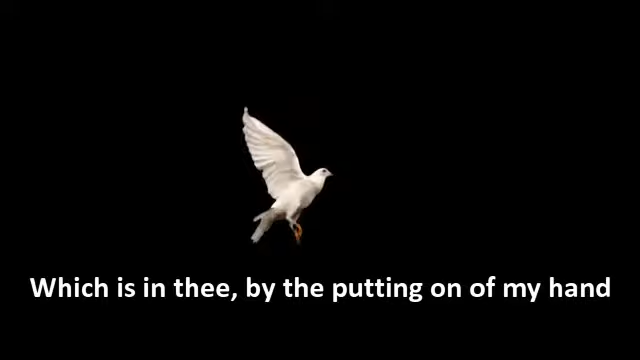 Which is in thee, by the putting on of my hand